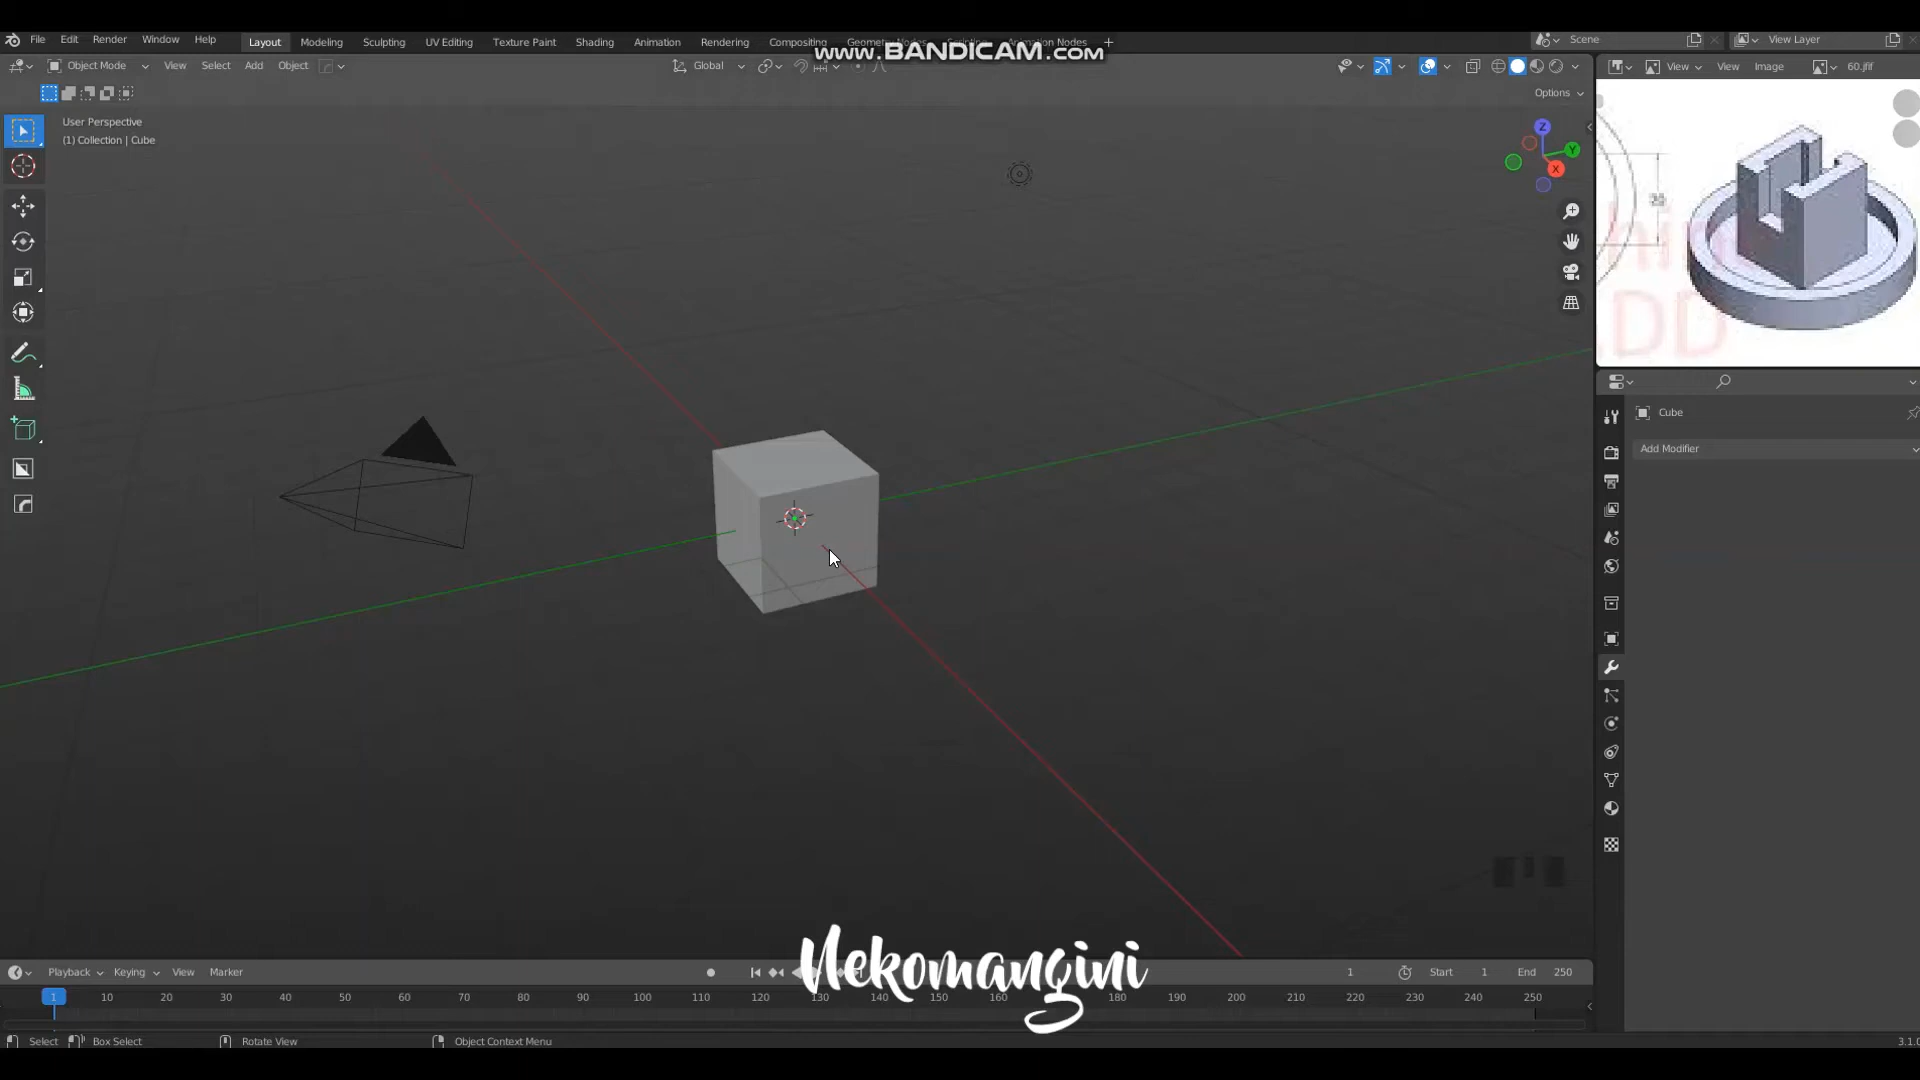 File Edit Render Window Help Layout Modeling Sculpting UV Editing Texture Paint Shading Animation Rendering Compositing Scene View Layer
www.BANDICAM.com
Object Mode View Select Add Object Global View View Image 60.jfif
Options
User Perspective
(1) Collection | Cube
Z
Y
X
DD
Cube
Add Modifier
Nekomangini
Playback Keying View Marker 1 Start 1 End 250
1 10 20 30 40 50 60 70 80 90 100 110 120 130 140 150 160 170 180 190 200 210 220 230 240 250
Select Box Select Rotate View Object Context Menu 3.1.0